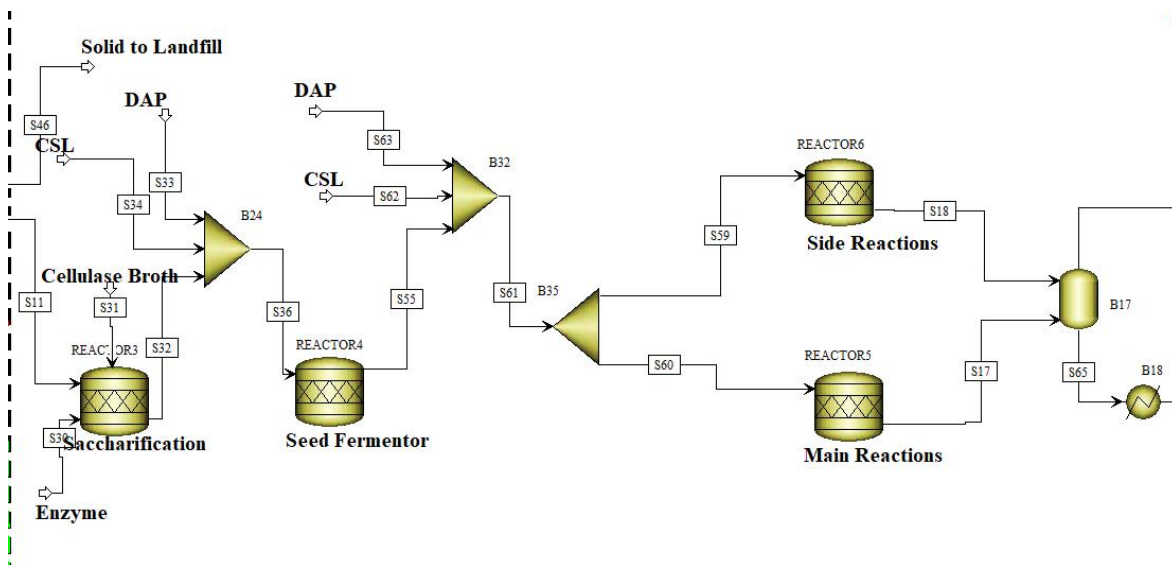 Solid to Landfill
DAP
S46
CSL
S33
S34
B24
Cellulase Broth
S11
S31
S36
REACTOR3
S32
Saccharification
S30
Enzyme
REACTOR4
Seed Fermentor
DAP
S63
B32
CSL
S62
S55
S61
B35
S59
S60
REACTOR6
S18
Side Reactions
REACTOR5
S17
Main Reactions
B17
S65
B18